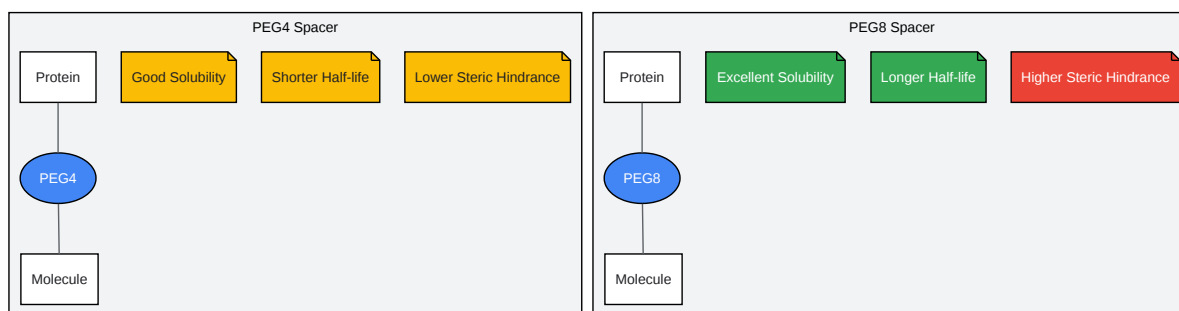 PEG4 Spacer
Protein
Good Solubility
Shorter Half-life
Lower Steric Hindrance
PEG4
Molecule
PEG8 Spacer
Protein
Excellent Solubility
Longer Half-life
Higher Steric Hindrance
PEG8
Molecule